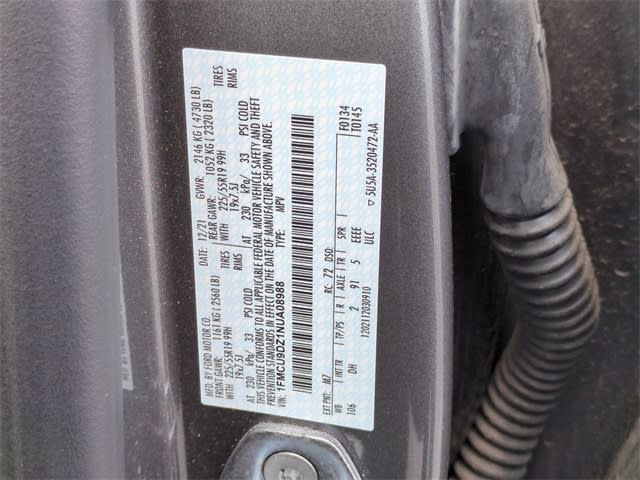 MFD. BY FORD MOTOR CO.
DATE: 12/21 GVWR: 2146 KG ( 4730 LB)
FRONT GAWR: 1161 KG ( 2560 LB) REAR GAWR: 1052 KG ( 2320 LB)
WITH 225/55R19 99H TIRES WITH 225/55R19 99H TIRES
19x7.5J RIMS 19x7.5J RIMS
AT 230 kPa/ 33 PSI COLD AT 230 kPa/ 33 PSI COLD
THIS VEHICLE CONFORMS TO ALL APPLICABLE FEDERAL MOTOR VEHICLE SAFETY AND THEFT
PREVENTION STANDARDS IN EFFECT ON THE DATE OF MANUFACTURE SHOWN ABOVE.
VIN: 1FMCU9DZ1NUA08988 TYPE: MPV
EXT PNT: M7 RC: 72 DSO: F0134
T0145
WB INT TR TP/PS R AXLE TR SPR
106 DH 2 91 5 EEEE
ULC
1202112030910 ▽ 5U5A-3520472-AA